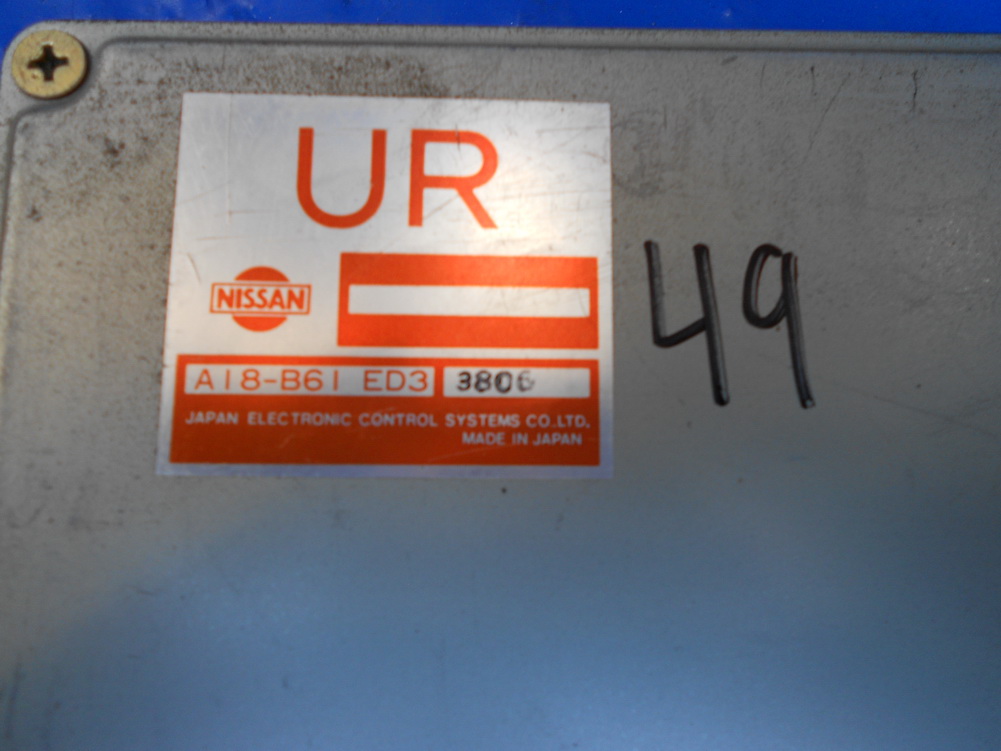 UR
NISSAN
A18-B61 ED3 3806
JAPAN ELECTRONIC CONTROL SYSTEMS CO.,LTD.
MADE IN JAPAN
49